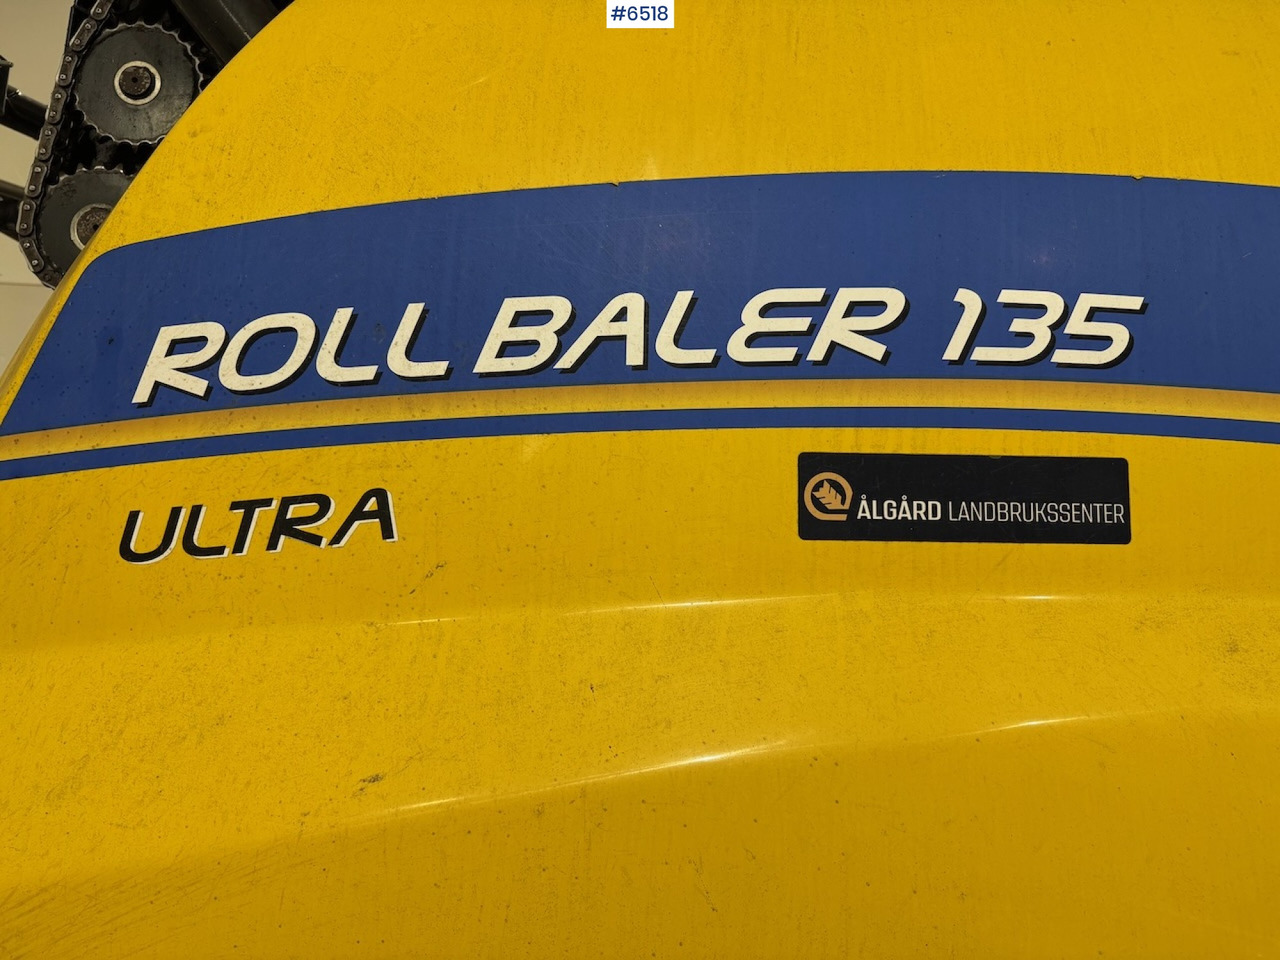 #6518
ROLL BALER 135
ULTRA
ÅLGÅRD LANDBRUKSSENTER